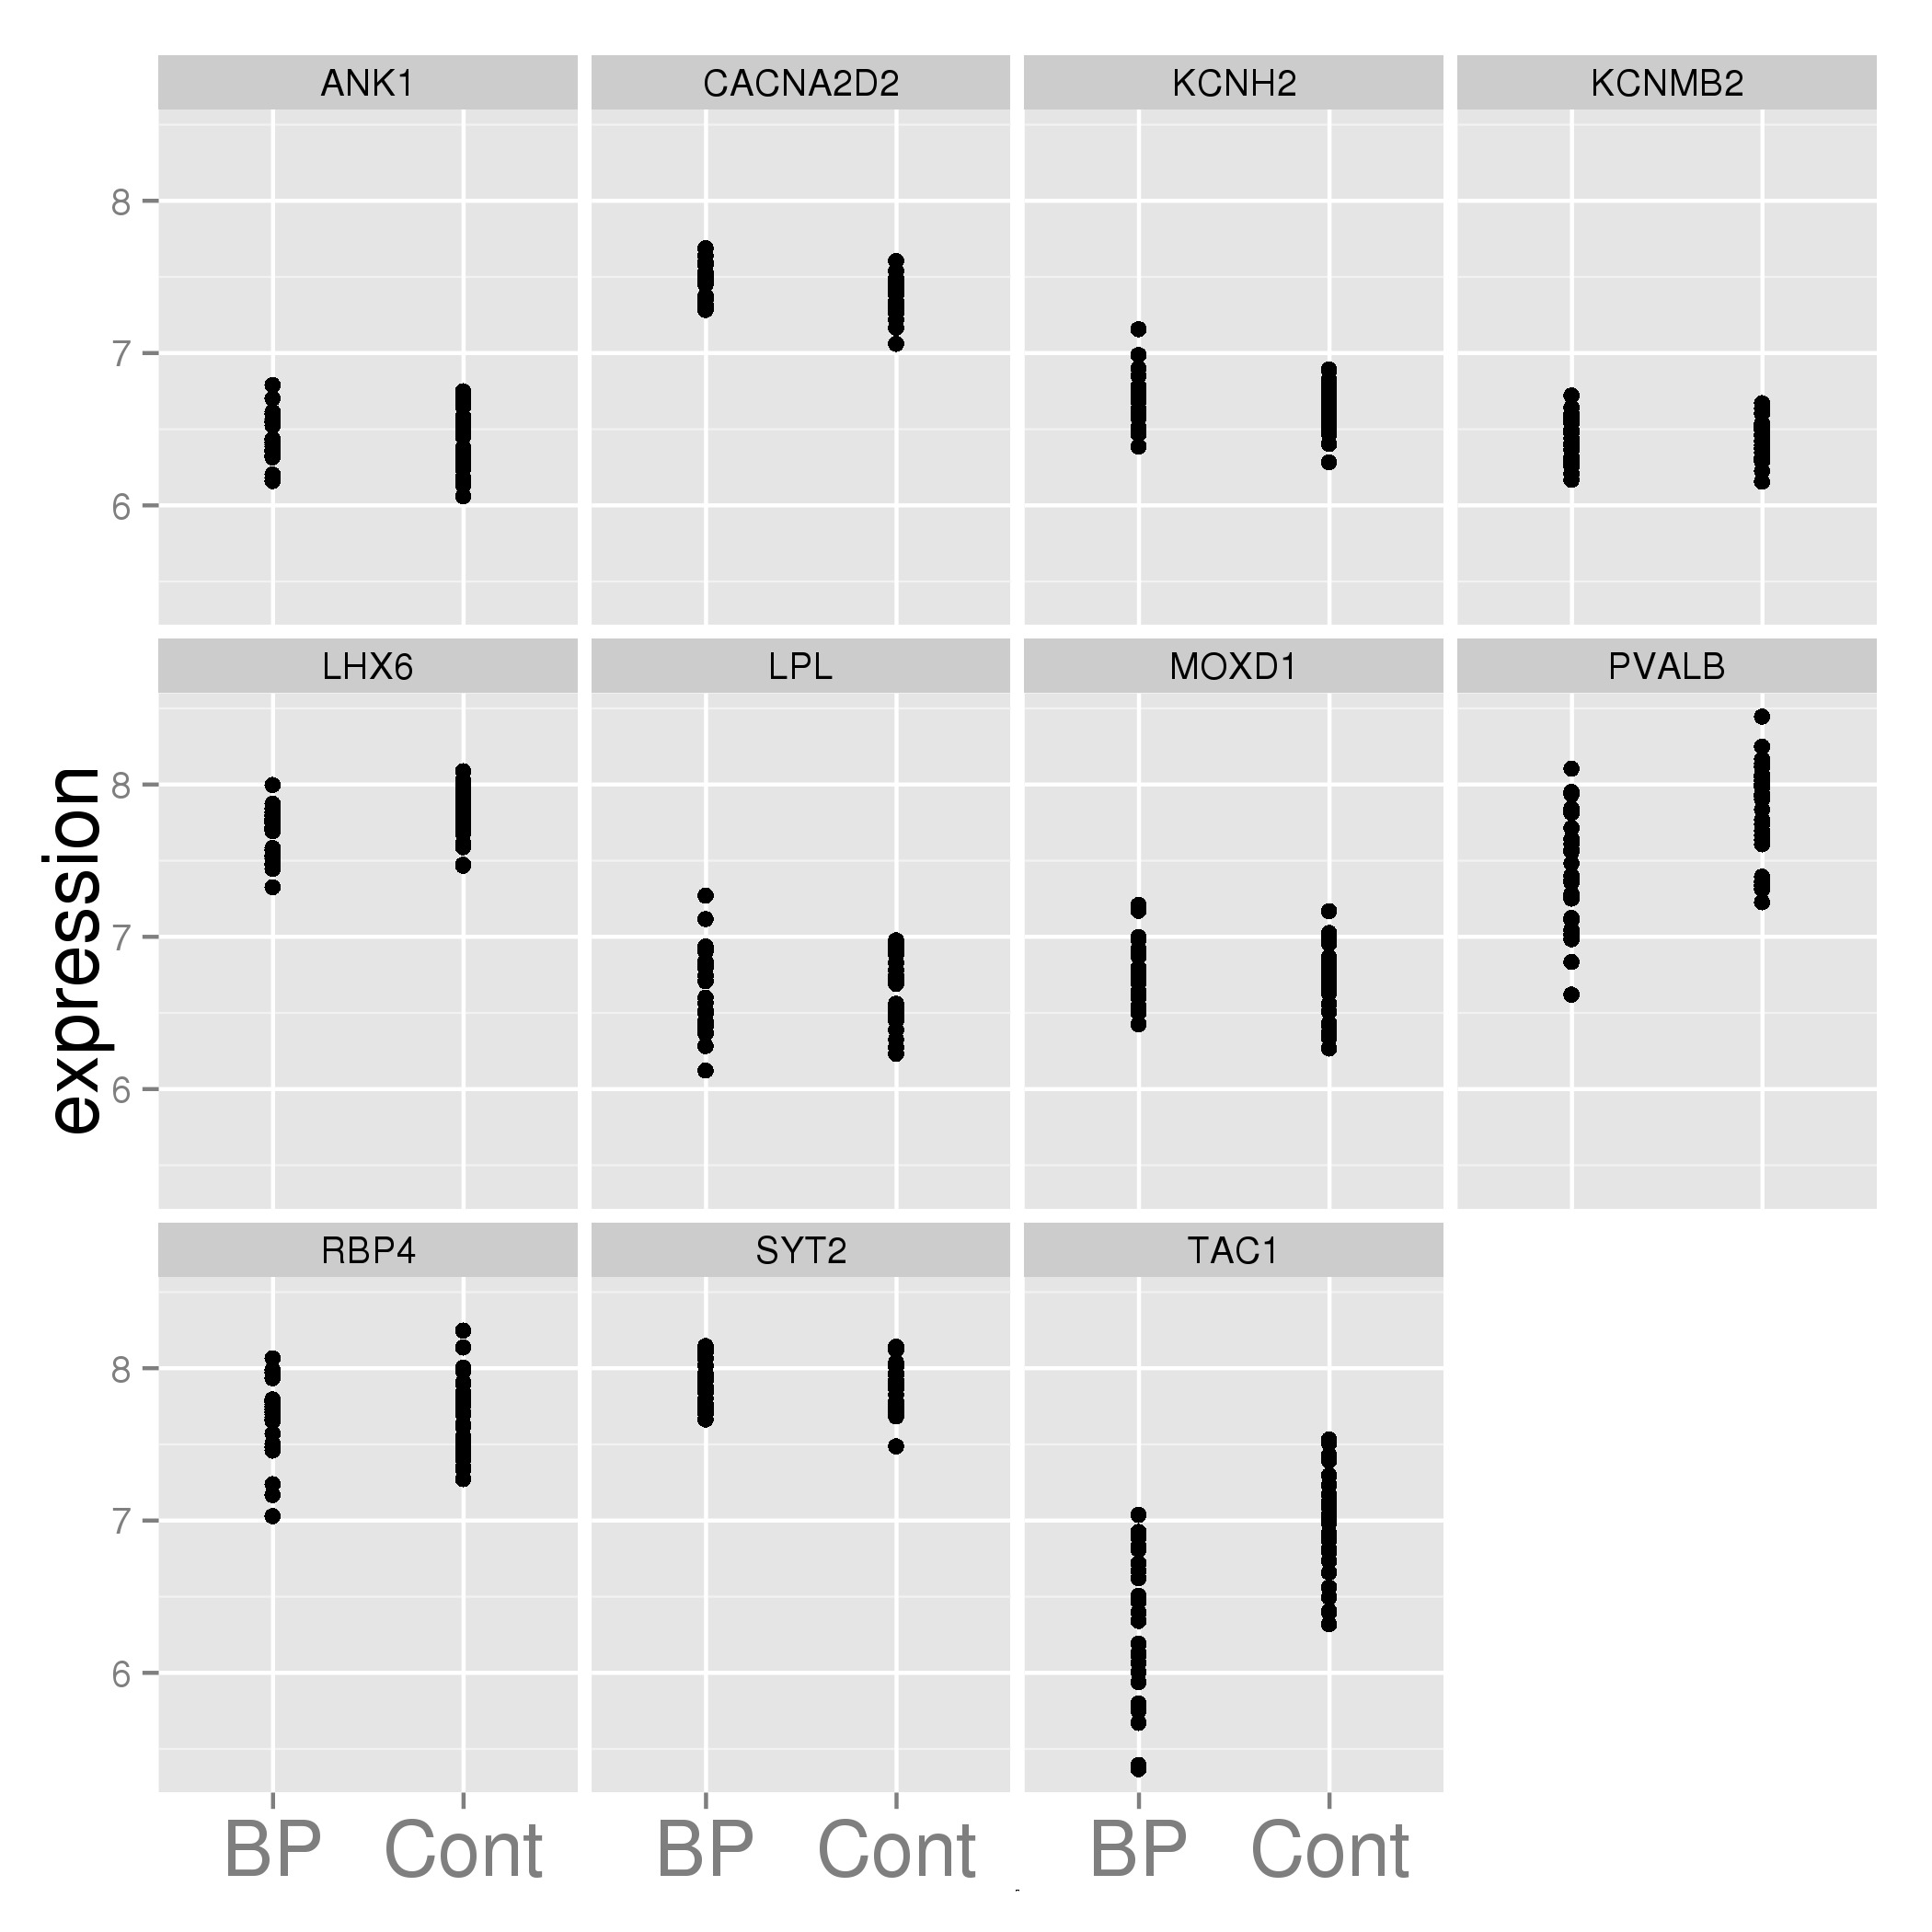 ANK1 CACNA2D2 KCNH2 KCNMB2
8
7
6
LHX6 LPL MOXD1 PVALB
8
7
6
expression
RBP4 SYT2 TAC1
8
7
6
BP Cont BP Cont BP Cont